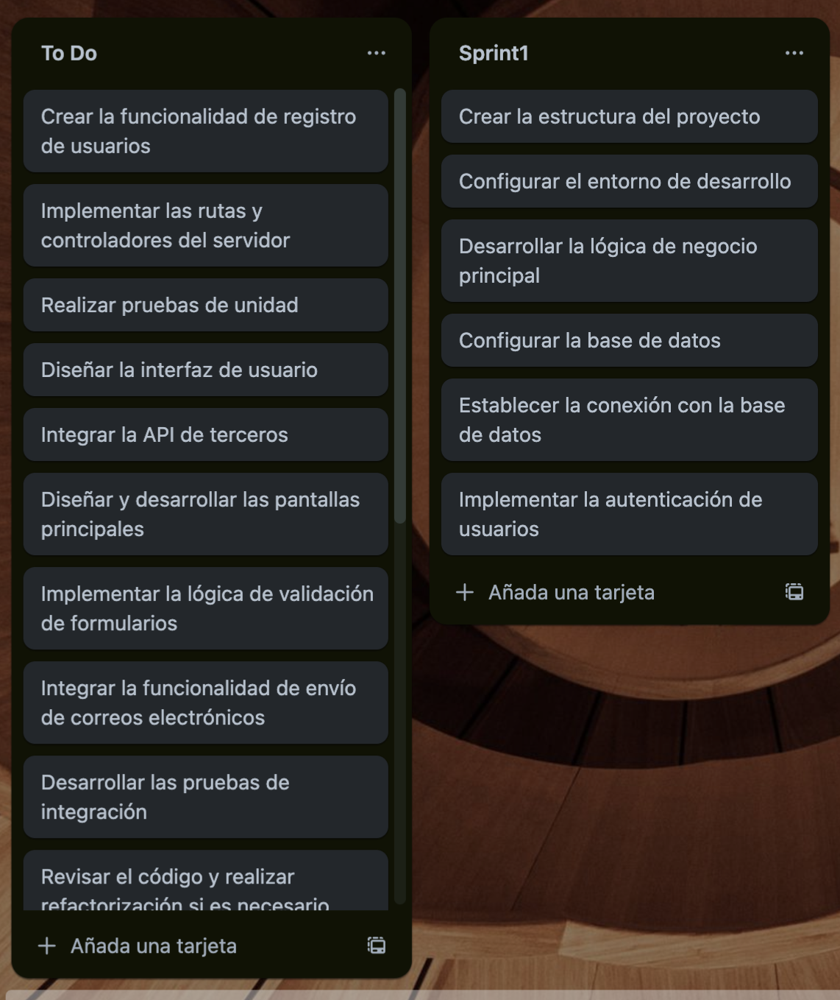 To Do
Crear la funcionalidad de registro
de usuarios
Implementar las rutas y
controladores del servidor
Realizar pruebas de unidad
Diseñar la interfaz de usuario
Integrar la API de terceros
Diseñar y desarrollar las pantallas
principales
Implementar la lógica de validación
de formularios
Integrar la funcionalidad de envío
de correos electrónicos
Desarrollar las pruebas de
integración
Revisar el código y realizar
refactorización si es necesario
Añada una tarjeta
Sprint1
Crear la estructura del proyecto
Configurar el entorno de desarrollo
Desarrollar la lógica de negocio
principal
Configurar la base de datos
Establecer la conexión con la base
de datos
Implementar la autenticación de
usuarios
Añada una tarjeta